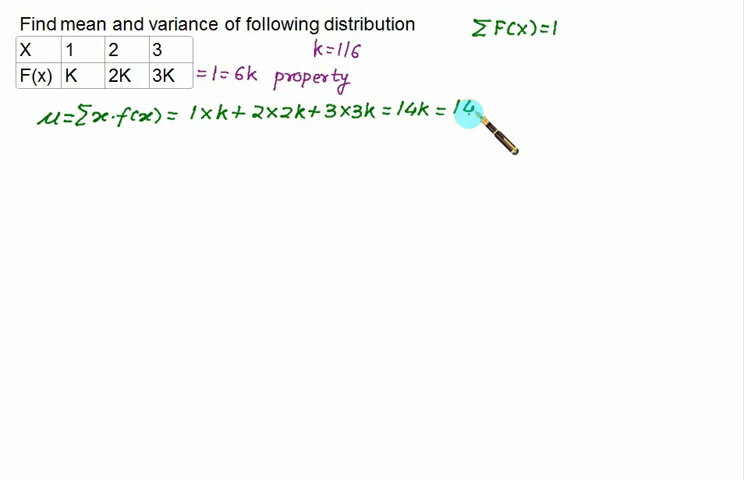 Find mean and variance of following distribution ΣF(X)=1
X 1 2 3 k=1/6
F(x) K 2K 3K =1=6k property
μ=Σx·f(x)= 1×k+2×2k+3×3k=14k=14